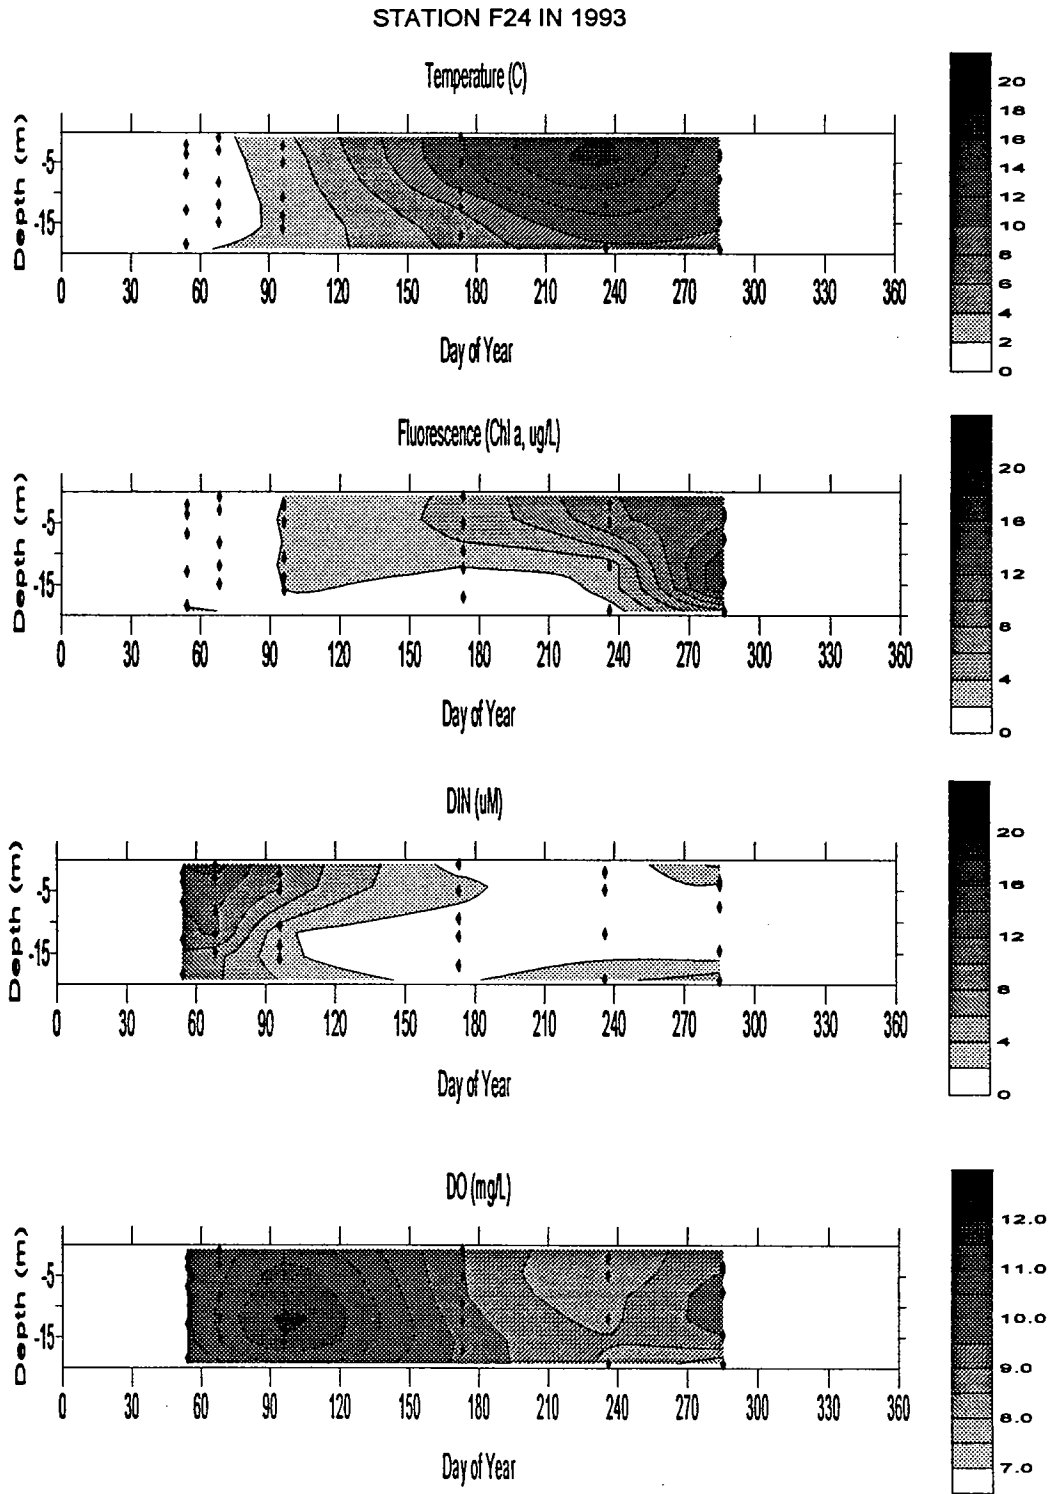 STATION F24 IN 1993
Temperature (C)
Depth (m)
-5
-15
0 30 60 90 120 150 180 210 240 270 300 330 360
Day of Year
20
18
16
14
12
10
8
6
4
2
0
Fluorescence (Chl a, ug/L)
Depth (m)
-5
-15
0 30 60 90 120 150 180 210 240 270 300 330 360
Day of Year
20
16
12
8
4
0
DIN (uM)
Depth (m)
-5
-15
0 30 60 90 120 150 180 210 240 270 300 330 360
Day of Year
20
16
12
8
4
0
DO (mg/L)
Depth (m)
-5
-15
0 30 60 90 120 150 180 210 240 270 300 330 360
Day of Year
12.0
11.0
10.0
9.0
8.0
7.0